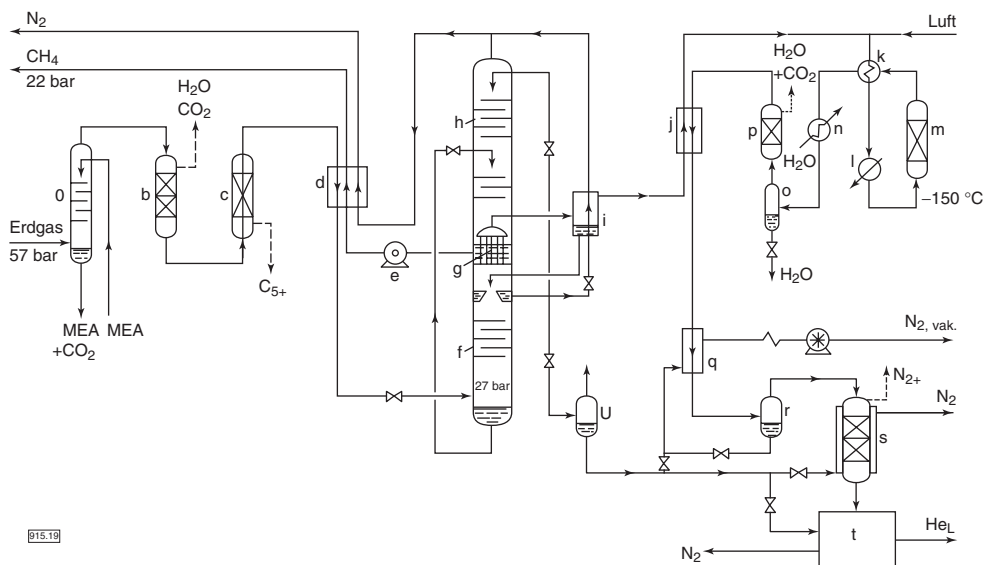 N2
CH4
22 bar
H2O
CO2
0
b
c
Erdgas
57 bar
MEA
+CO2
MEA
C5+
d
e
h
g
f
27 bar
i
U
Luft
H2O
+CO2
k
j
p
n
m
H2O
l
o
–150 °C
H2O
N2, vak.
q
r
N2+
N2
s
t
HeL
N2
915.19